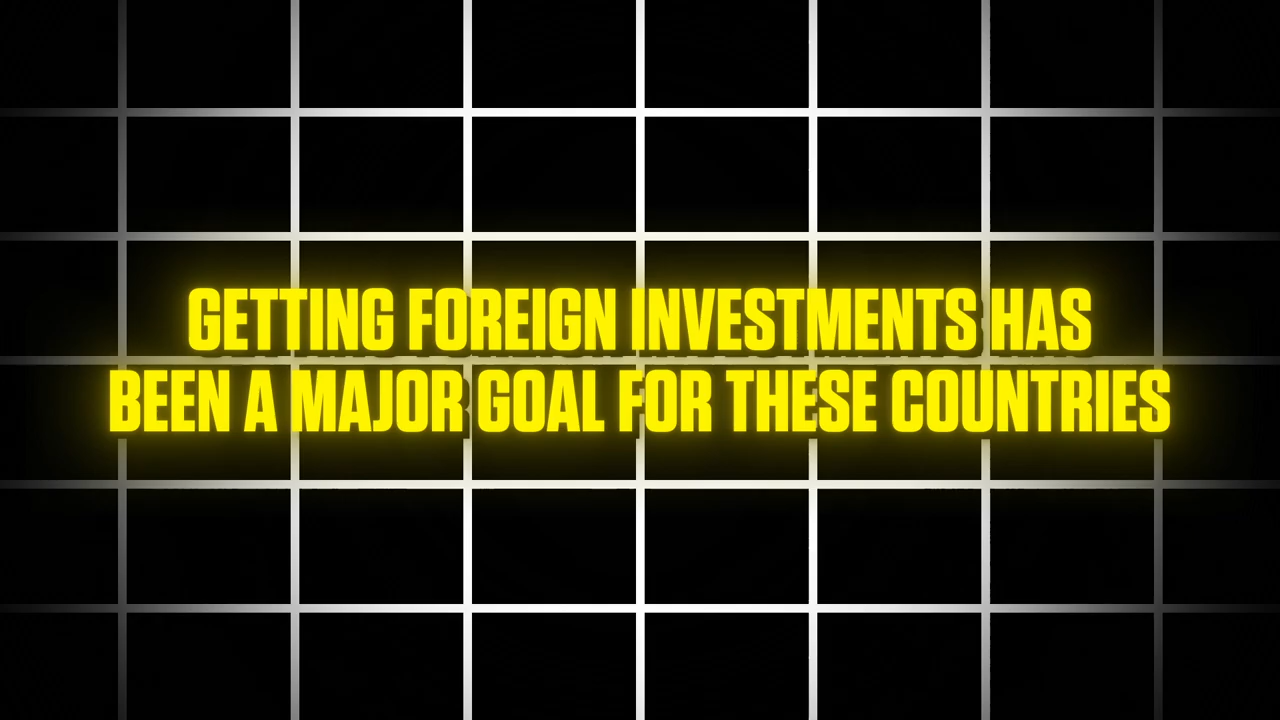 GETTING FOREIGN INVESTMENTS HAS
BEEN A MAJOR GOAL FOR THESE COUNTRIES